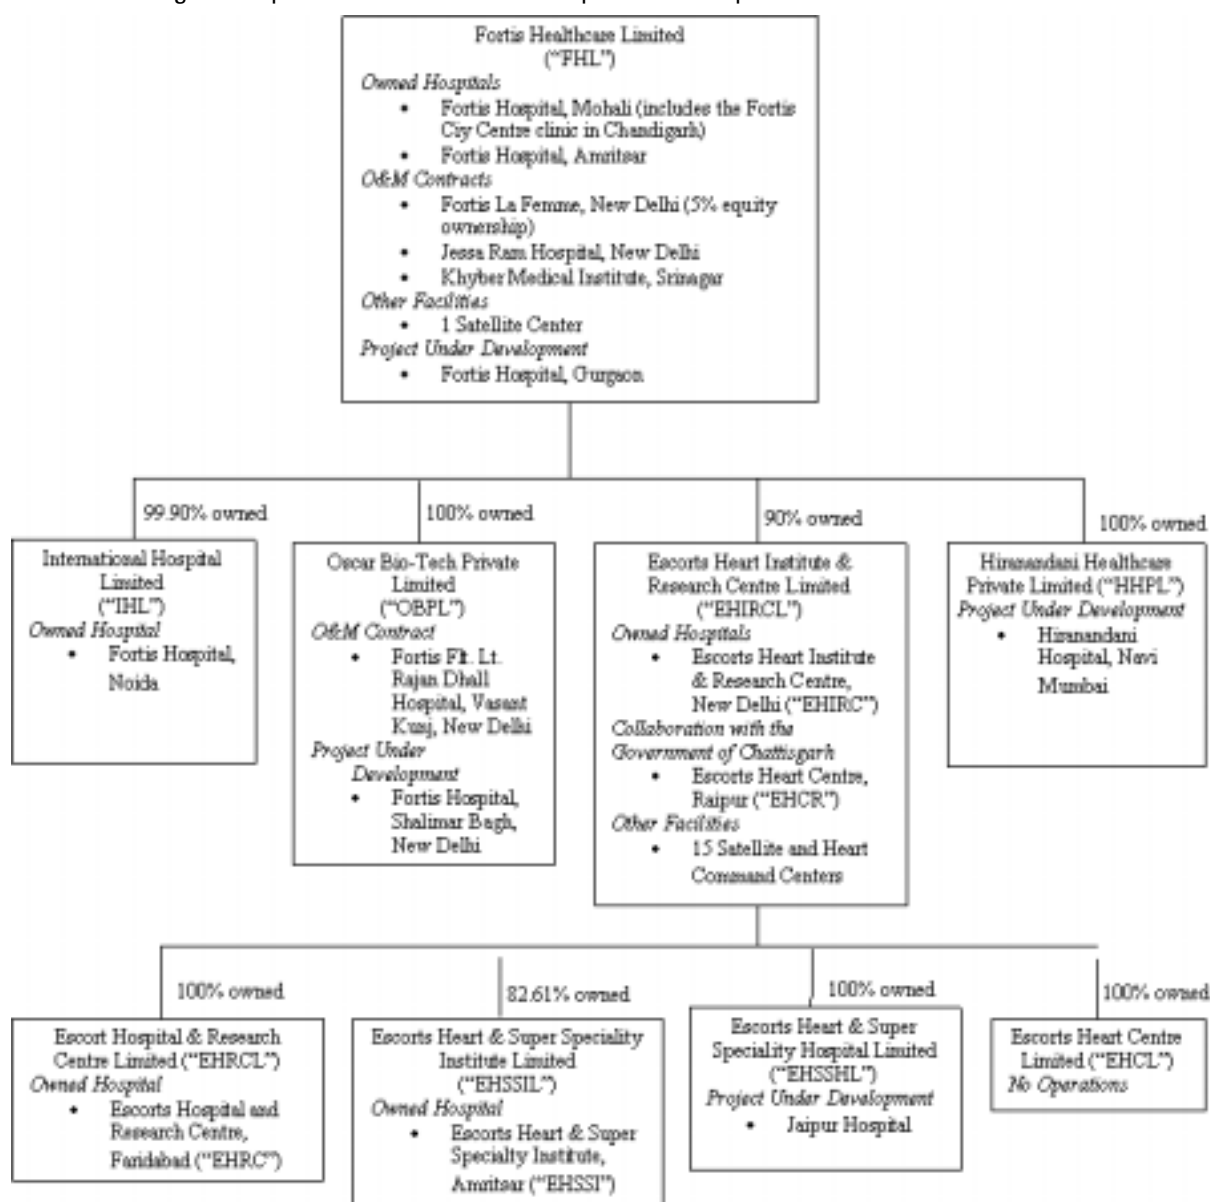 Fortis Healthcare Limited
("FHL")
Owned Hospitals
• Fortis Hospital, Mohali (includes the Fortis
Ciy Centre clinic in Chandigarh)
• Fortis Hospital, Amritsar
O&M Contracts
• Fortis La Femme, New Delhi (5% equity
ownership)
• Jessa Ram Hospital, New Delhi
• Khyber Medical Institute, Srinagar
Other Facilities
• 1 Satellite Center
Project Under Development
• Fortis Hospital, Gurgaon
99.90% owned
100% owned
90% owned
100% owned
International Hospital
Limited
("IHL")
Owned Hospital
• Fortis Hospital,
Noida
Oscar Bio-Tech Private
Limited
("OBPL")
O&M Contract
• Fortis Flt. Lt.
Rajan Dhall
Hospital, Vasant
Kunj, New Delhi
Project Under
Development
• Fortis Hospital,
Shalimar Bagh,
New Delhi
Escorts Heart Institute &
Research Centre Limited
("EHIRCL")
Owned Hospitals
• Escorts Heart Institute
& Research Centre,
New Delhi ("EHIRC")
Collaboration with the
Government of Chattisgarh
• Escorts Heart Centre,
Raipur ("EHCR")
Other Facilities
• 15 Satellite and Heart
Command Centers
Hiranandani Healthcare
Private Limited ("HHPL")
Project Under Development
• Hiranandani
Hospital, Navi
Mumbai
100% owned
82.61% owned
100% owned
100% owned
Escort Hospital & Research
Centre Limited ("EHRCL")
Owned Hospital
• Escorts Hospital and
Research Centre,
Faridabad ("EHRC")
Escorts Heart & Super Speciality
Institute Limited
("EHSSIL")
Owned Hospital
• Escorts Heart & Super
Specialty Institute,
Amritsar ("EHSSI")
Escorts Heart & Super
Speciality Hospital Limited
("EHSSHL")
Project Under Development
• Jaipur Hospital
Escorts Heart Centre
Limited ("EHCL")
No Operations